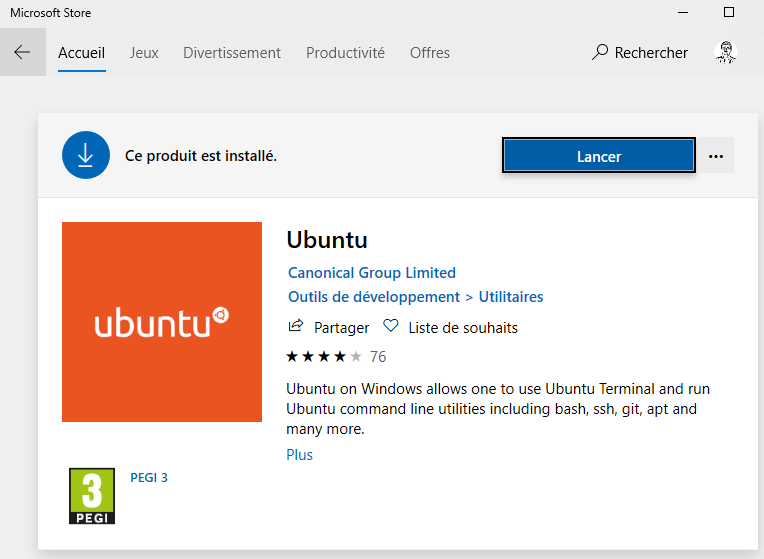 Microsoft Store
Accueil Jeux Divertissement Productivité Offres Rechercher
Ce produit est installé.
Lancer
ubuntu
Ubuntu
Canonical Group Limited
Outils de développement > Utilitaires
Partager Liste de souhaits
76
Ubuntu on Windows allows one to use Ubuntu Terminal and run
Ubuntu command line utilities including bash, ssh, git, apt and
many more.
Plus
3
PEGI
PEGI 3